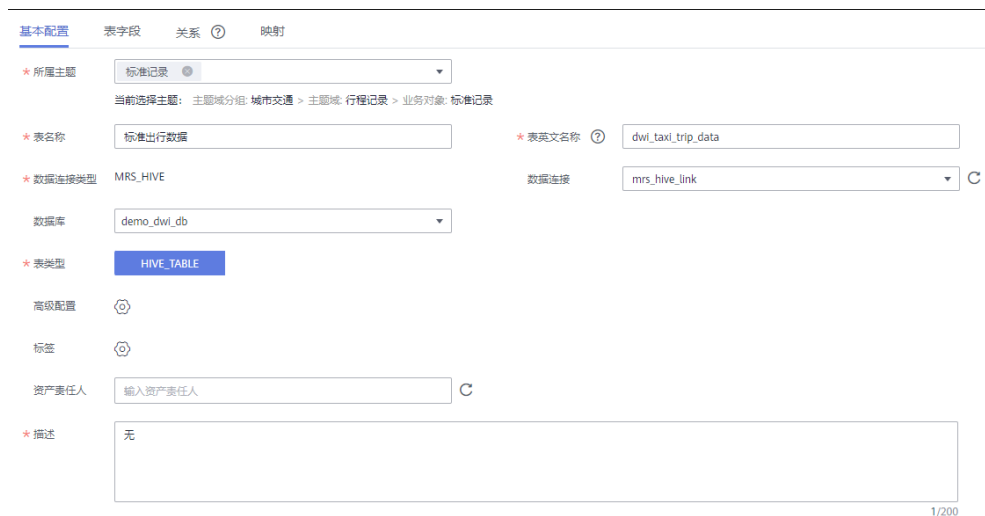 基本配置 表字段 关系 ? 映射
* 所属主题 标准记录
当前选择主题： 主题域分组: 城市交通 > 主题域: 行程记录 > 业务对象: 标准记录
* 表名称 标准出行数据 * 表英文名称 ? dwi_taxi_trip_data
* 数据连接类型 MRS_HIVE 数据连接 mrs_hive_link
数据库 demo_dwi_db
* 表类型 HIVE_TABLE
高级配置
标签
资产责任人 输入资产责任人
* 描述 无
1/200